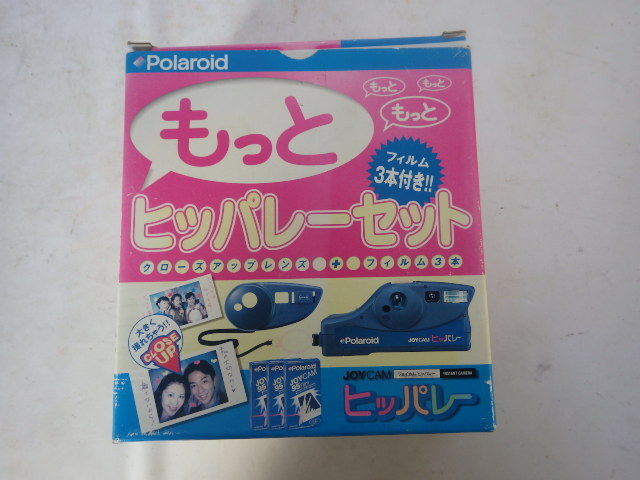 Polaroid
もっと
もっと
もっと
もっと
フィルム
3本付き!!
ヒッパレーセット
クローズアップレンズ+フィルム3本
大きく
撮れちゃう!!
CLOSE
UP
Polaroid
JOYCAM ヒッパレー
Polaroid
JOYCAM
95
JOYCAM
INSTANT CAMERA
ヒッパレー